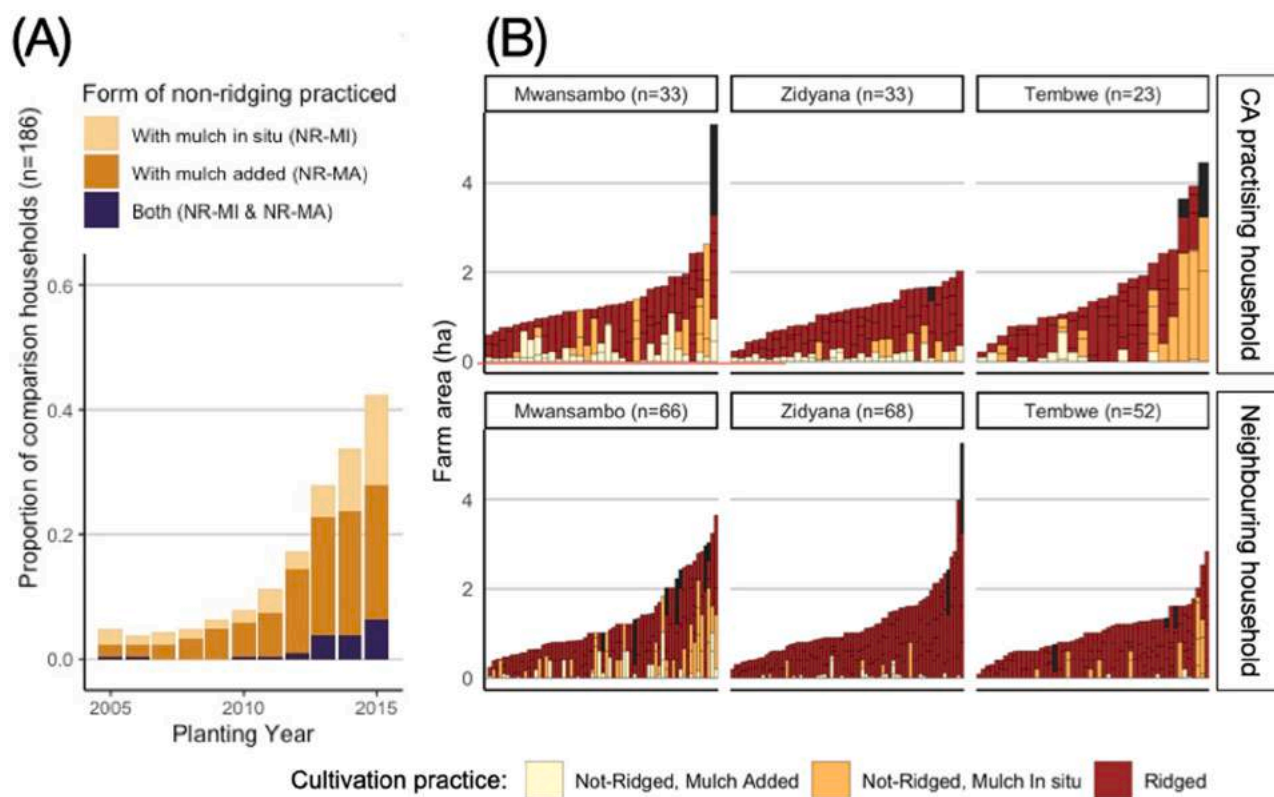 (A)
Form of non-ridging practiced
With mulch in situ (NR-MI)
With mulch added (NR-MA)
Both (NR-MI & NR-MA)
Proportion of comparison households (n=186)
0.6
0.4
0.2
0.0
2005
2010
2015
Planting Year
(B)
Mwansambo (n=33)
Zidyana (n=33)
Tembwe (n=23)
CA practising household
4
2
0
Farm area (ha)
Mwansambo (n=66)
Zidyana (n=68)
Tembwe (n=52)
Neighbouring household
4
2
0
Cultivation practice:
Not-Ridged, Mulch Added
Not-Ridged, Mulch In situ
Ridged